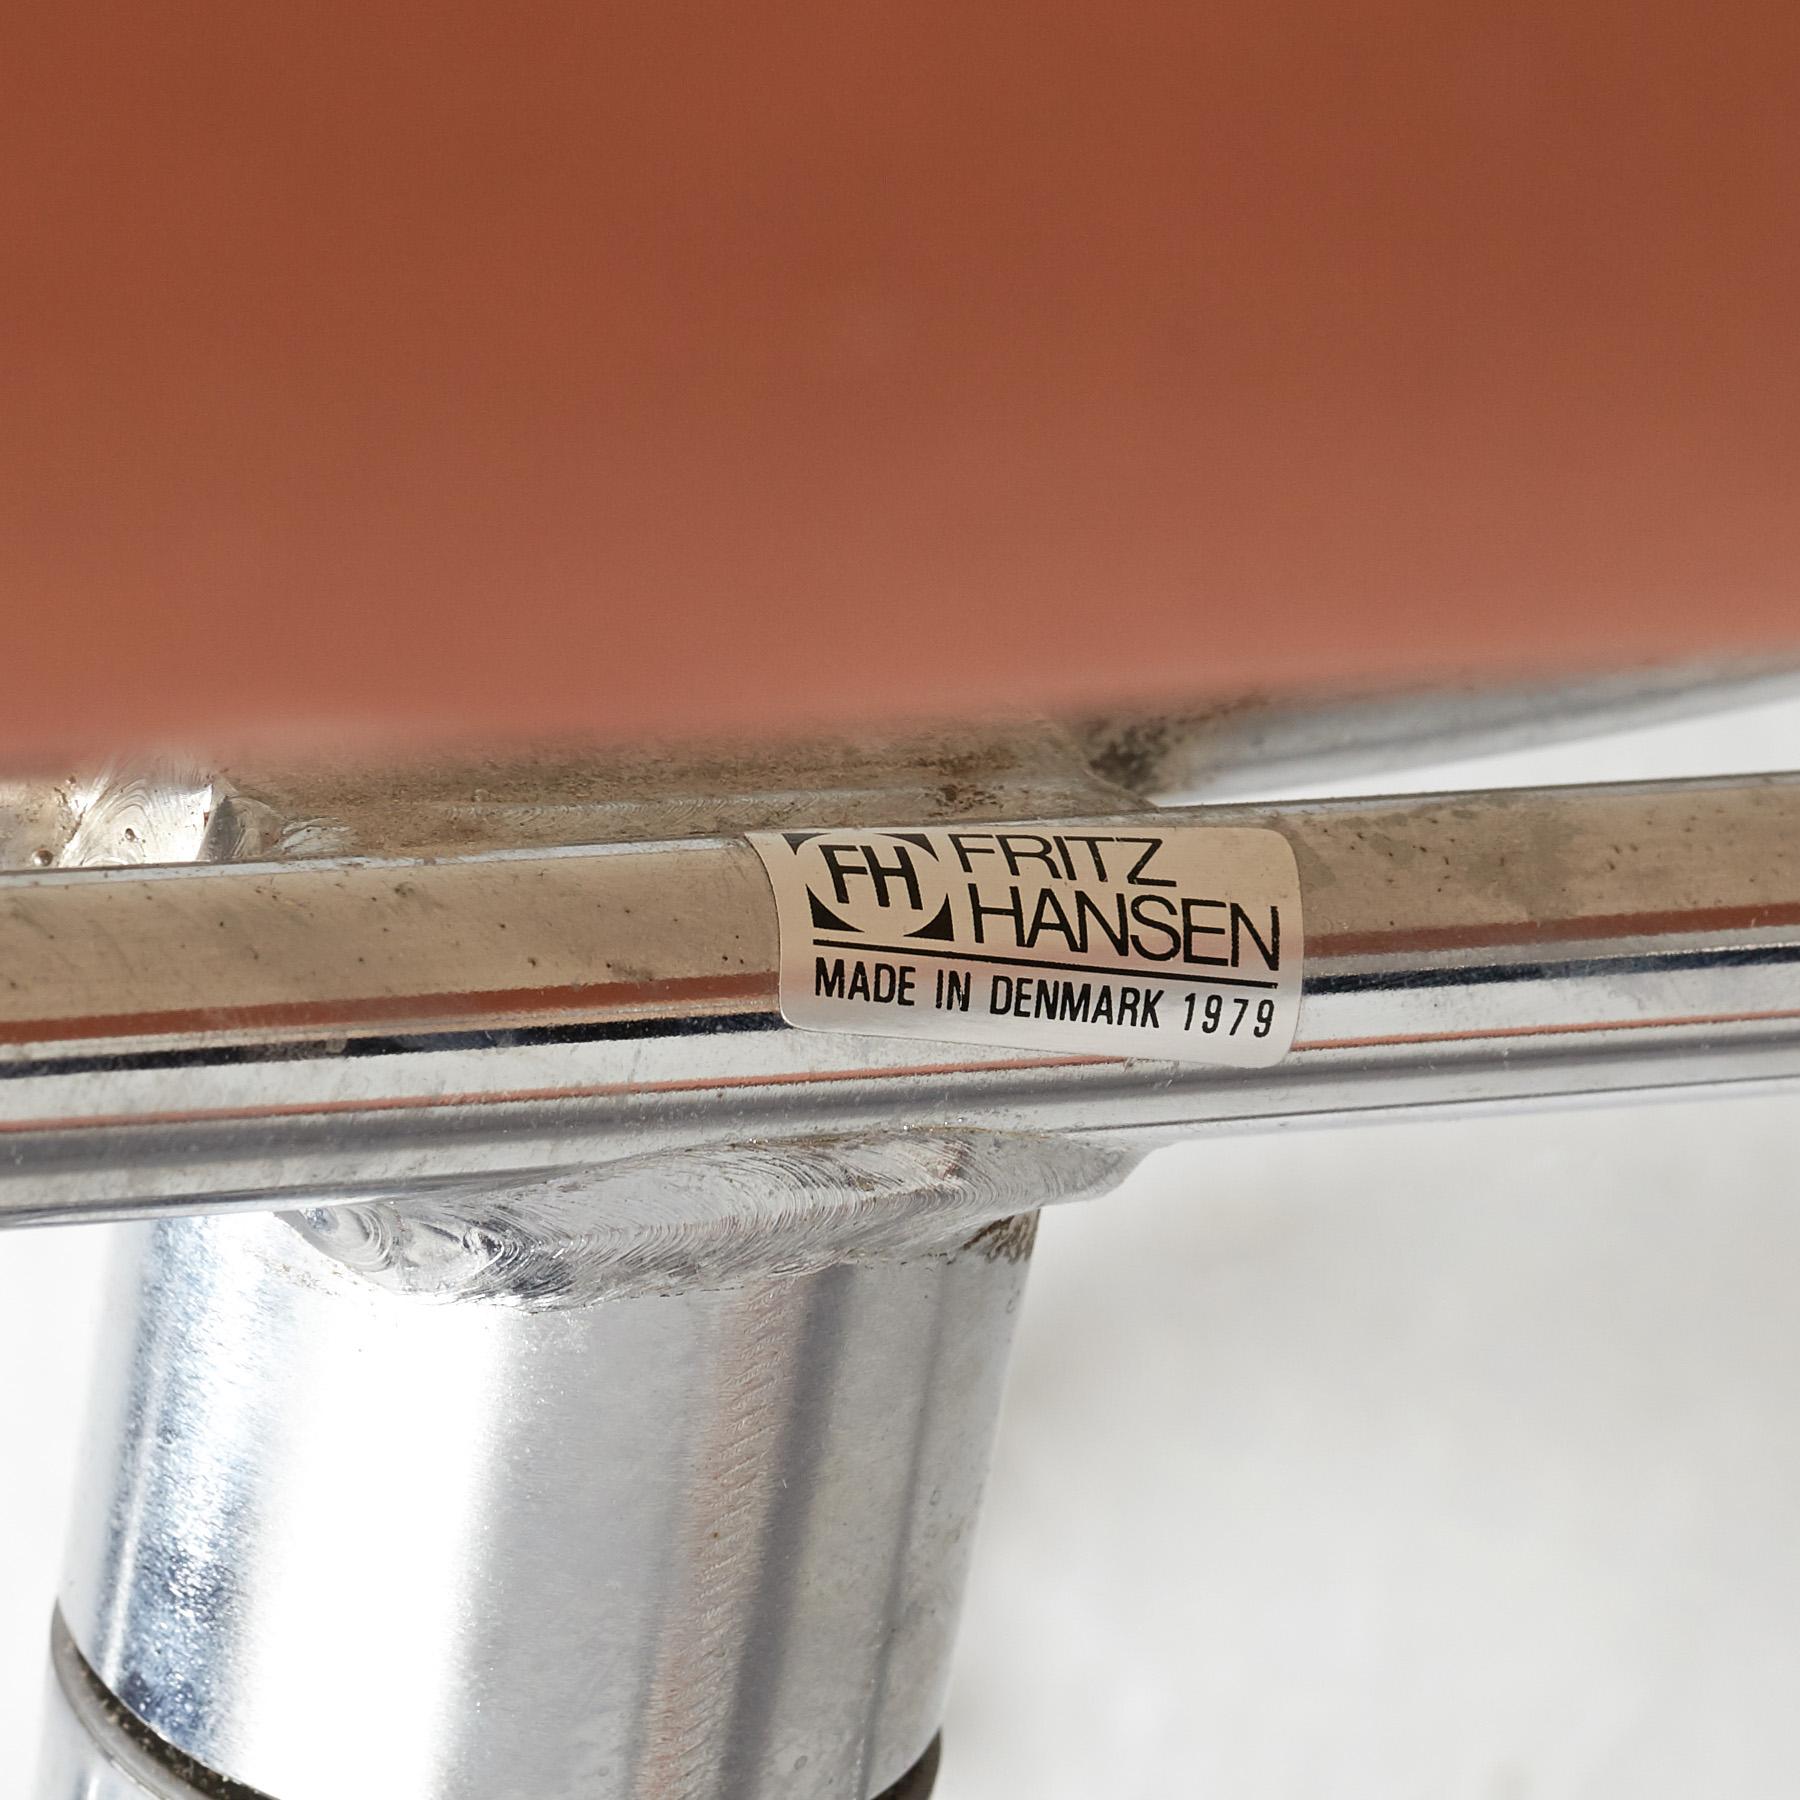 FH
FRITZ
HANSEN
MADE IN DENMARK 1979